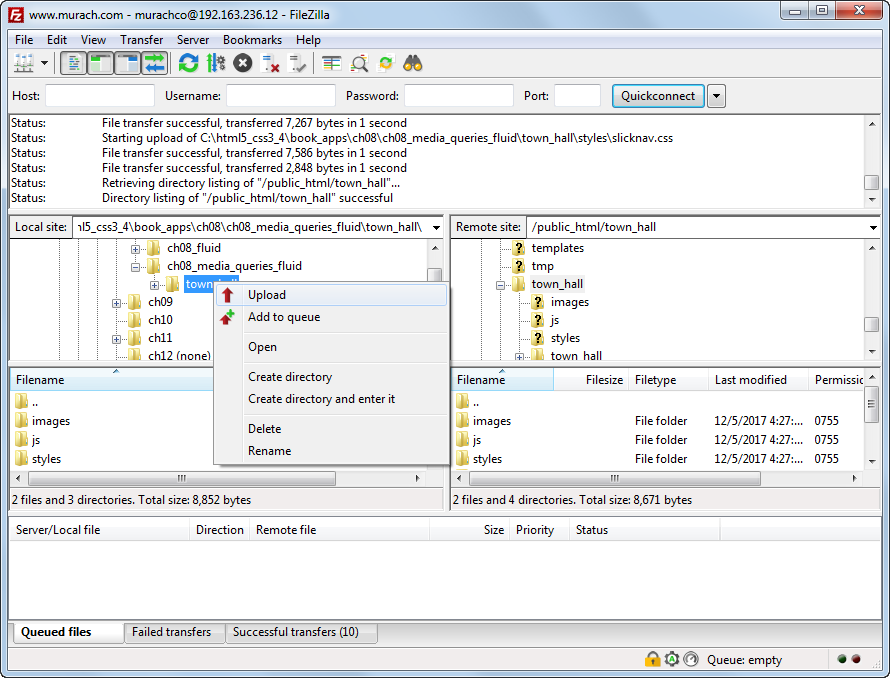 www.murach.com - murachco@192.163.236.12 - FileZilla
File Edit View Transfer Server Bookmarks Help
Host: Username: Password: Port: Quickconnect
Status: File transfer successful, transferred 7,267 bytes in 1 second
Status: Starting upload of C:\html5_css3_4\book_apps\ch08\ch08_media_queries_fluid\town_hall\styles\slicknav.css
Status: File transfer successful, transferred 7,586 bytes in 1 second
Status: File transfer successful, transferred 2,848 bytes in 1 second
Status: Retrieving directory listing of "/public_html/town_hall"...
Status: Directory listing of "/public_html/town_hall" successful
Local site: l5_css3_4\book_apps\ch08\ch08_media_queries_fluid\town_hall\
ch08_fluid
ch08_media_queries_fluid
town_hall
ch09
ch10
ch11
ch12 (none)
Upload
Add to queue
Open
Create directory
Create directory and enter it
Delete
Rename
Remote site: /public_html/town_hall
templates
tmp
town_hall
images
js
styles
town_hall
Filename
..
images
js
styles
2 files and 3 directories. Total size: 8,852 bytes
Filename Filesize Filetype Last modified Permissic
..
images File folder 12/5/2017 4:27:... 0755
js File folder 12/5/2017 4:27:... 0755
styles File folder 12/5/2017 4:27:... 0755
2 files and 4 directories. Total size: 8,671 bytes
Server/Local file Direction Remote file Size Priority Status
Queued files Failed transfers Successful transfers (10)
Queue: empty